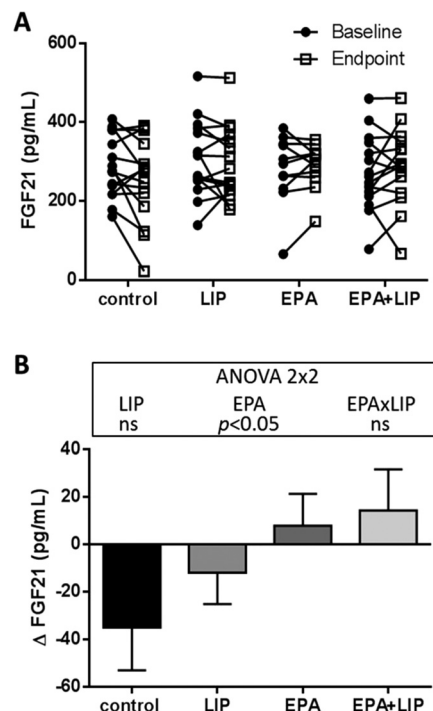 A
600
400
200
0
FGF21 (pg/mL)
Baseline
Endpoint
control LIP EPA EPA+LIP
B
ANOVA 2x2
LIP EPA EPAxLIP
ns p<0.05 ns
40
20
0
-20
-40
-60
Δ FGF21 (pg/mL)
control LIP EPA EPA+LIP